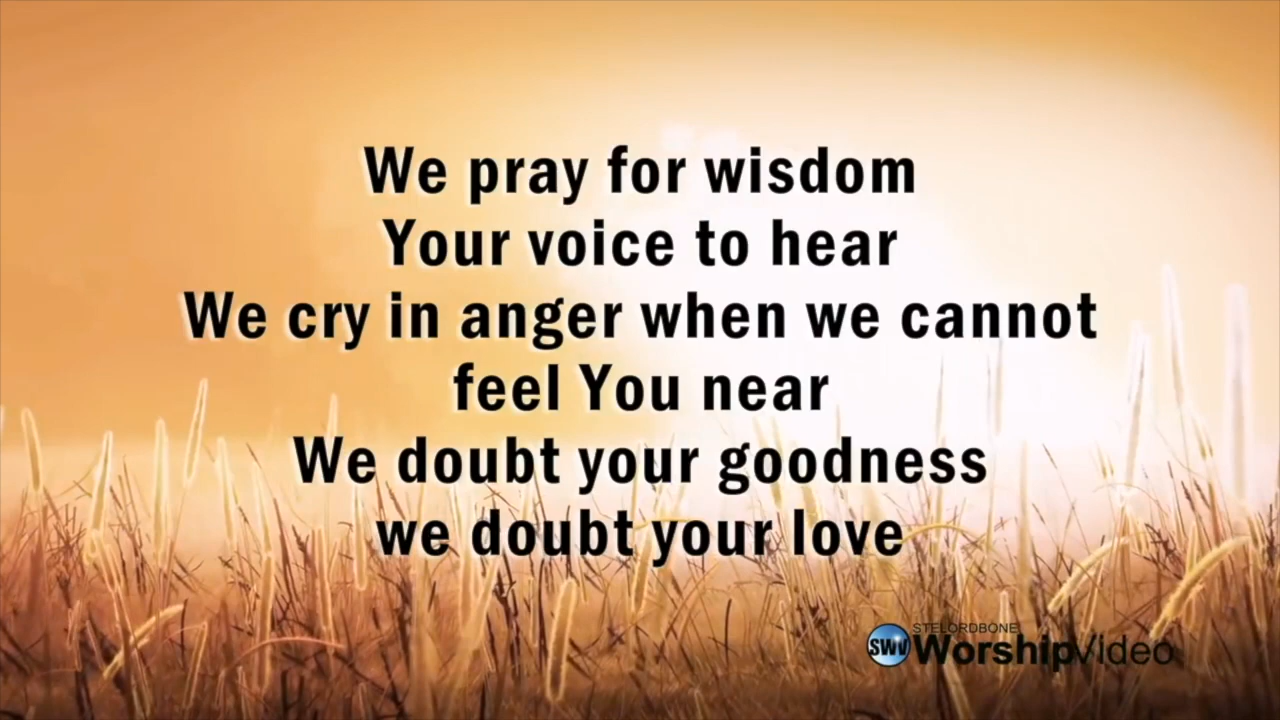 We pray for wisdom
Your voice to hear
We cry in anger when we cannot
feel You near
We doubt your goodness
we doubt your love
STELORDBONE
SWV WorshipVideo